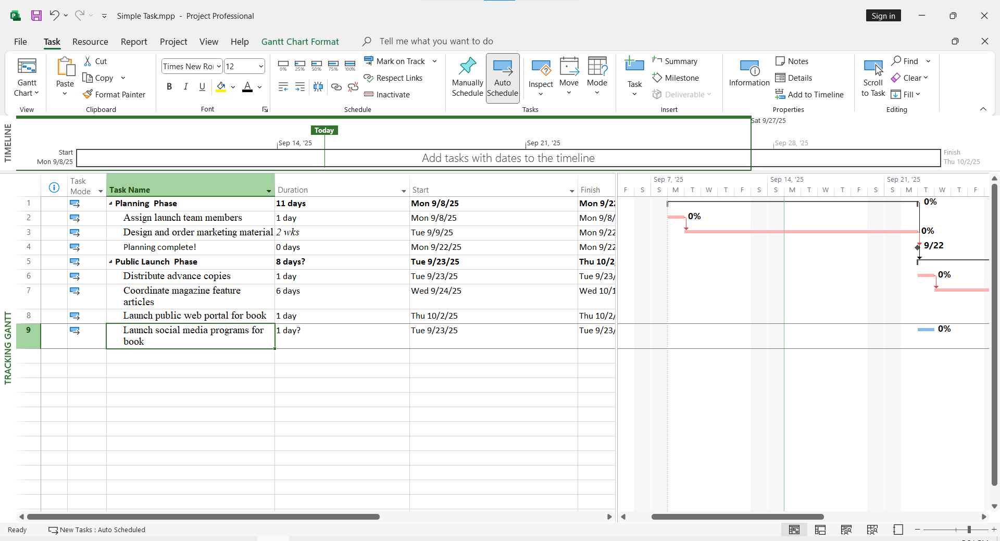 Simple Task.mpp - Project Professional
Sign in
File Task Resource Report Project View Help Gantt Chart Format Tell me what you want to do
Gantt Chart
View
Paste
Cut
Copy
Format Painter
Clipboard
Times New Ro 12
B I U A
Font
0% 25% 50% 75% 100%
Mark on Track
Respect Links
Inactivate
Schedule
Manually Schedule
Auto Schedule
Inspect
Move
Mode
Tasks
Task
Summary
Milestone
Deliverable
Insert
Information
Notes
Details
Add to Timeline
Properties
Scroll to Task
Find
Clear
Fill
Editing
TIMELINE
Sat 9/27/25
Today
Sep 14, '25 Sep 21, '25 Sep 28, '25
Start
Mon 9/8/25
Add tasks with dates to the timeline
Finish
Thu 10/2/25
TRACKING GANTT
Task Mode Task Name Duration Start Finish
1 Planning Phase 11 days Mon 9/8/25 Mon 9/22
2 Assign launch team members 1 day Mon 9/8/25 Mon 9/8/
3 Design and order marketing material 2 wks Tue 9/9/25 Mon 9/22
4 Planning complete! 0 days Mon 9/22/25 Mon 9/22
5 Public Launch Phase 8 days? Tue 9/23/25 Thu 10/2
6 Distribute advance copies 1 day Tue 9/23/25 Tue 9/23/
7 Coordinate magazine feature articles 6 days Wed 9/24/25 Wed 10/1
8 Launch public web portal for book 1 day Thu 10/2/25 Thu 10/2/
9 Launch social media programs for book 1 day? Tue 9/23/25 Tue 9/23/
Sep 7, '25 Sep 14, '25 Sep 21, '25
F S S M T W T F S S M T W T F S S M T W T F
0%
0%
0%
9/22
0%
0%
Ready New Tasks : Auto Scheduled